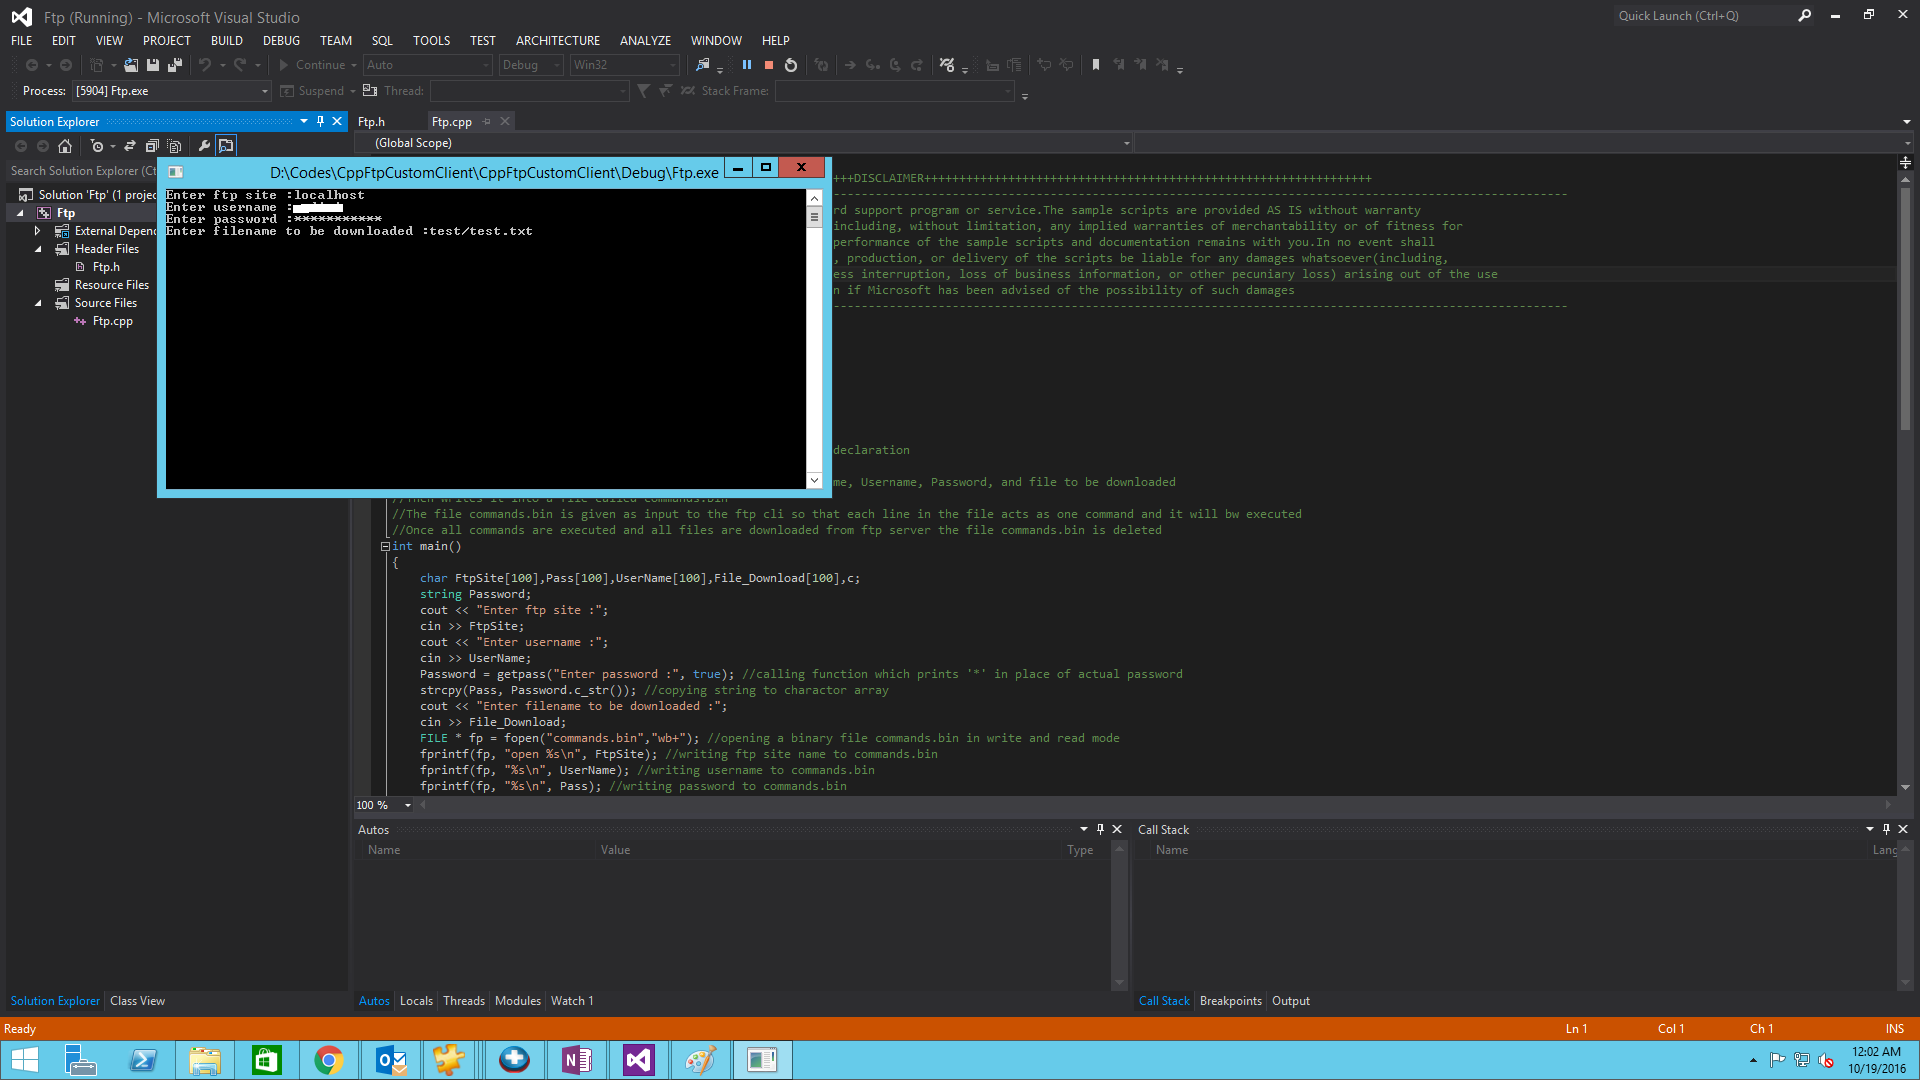 Ftp (Running) - Microsoft Visual Studio
Quick Launch (Ctrl+Q)
FILE EDIT VIEW PROJECT BUILD DEBUG TEAM SQL TOOLS TEST ARCHITECTURE ANALYZE WINDOW HELP
Continue Auto Debug Win32
Process: [5904] Ftp.exe Suspend Thread: Stack Frame:
Solution Explorer
Ftp.h Ftp.cpp
(Global Scope)
Search Solution Explorer (Ct
Solution 'Ftp' (1 projec
Ftp
External Depend
Header Files
Ftp.h
Resource Files
Source Files
Ftp.cpp
D:\Codes\CppFtpCustomClient\CppFtpCustomClient\Debug\Ftp.exe
Enter ftp site :localhost
Enter username :
Enter password :***********
Enter filename to be downloaded :test/test.txt
+++DISCLAIMER++++++++++++++++++++++++++++++++++++++++++++++++++++++++++++++++
rd support program or service.The sample scripts are provided AS IS without warranty
including, without limitation, any implied warranties of merchantability or of fitness for
performance of the sample scripts and documentation remains with you.In no event shall
, production, or delivery of the scripts be liable for any damages whatsoever(including,
ess interruption, loss of business information, or other pecuniary loss) arising out of the use
n if Microsoft has been advised of the possibility of such damages
declaration
me, Username, Password, and file to be downloaded
//Then writes it into a file called commands.bin
//The file commands.bin is given as input to the ftp cli so that each line in the file acts as one command and it will bw executed
//Once all commands are executed and all files are downloaded from ftp server the file commands.bin is deleted
int main()
{
char FtpSite[100],Pass[100],UserName[100],File_Download[100],c;
string Password;
cout << "Enter ftp site :";
cin >> FtpSite;
cout << "Enter username :";
cin >> UserName;
Password = getpass("Enter password :", true); //calling function which prints '*' in place of actual password
strcpy(Pass, Password.c_str()); //copying string to charactor array
cout << "Enter filename to be downloaded :";
cin >> File_Download;
FILE * fp = fopen("commands.bin","wb+"); //opening a binary file commands.bin in write and read mode
fprintf(fp, "open %s\n", FtpSite); //writing ftp site name to commands.bin
fprintf(fp, "%s\n", UserName); //writing username to commands.bin
fprintf(fp, "%s\n", Pass); //writing password to commands.bin
100 %
Autos
Name Value Type
Call Stack
Name Lang
Solution Explorer Class View
Autos Locals Threads Modules Watch 1
Call Stack Breakpoints Output
Ready Ln 1 Col 1 Ch 1 INS
12:02 AM
10/19/2016